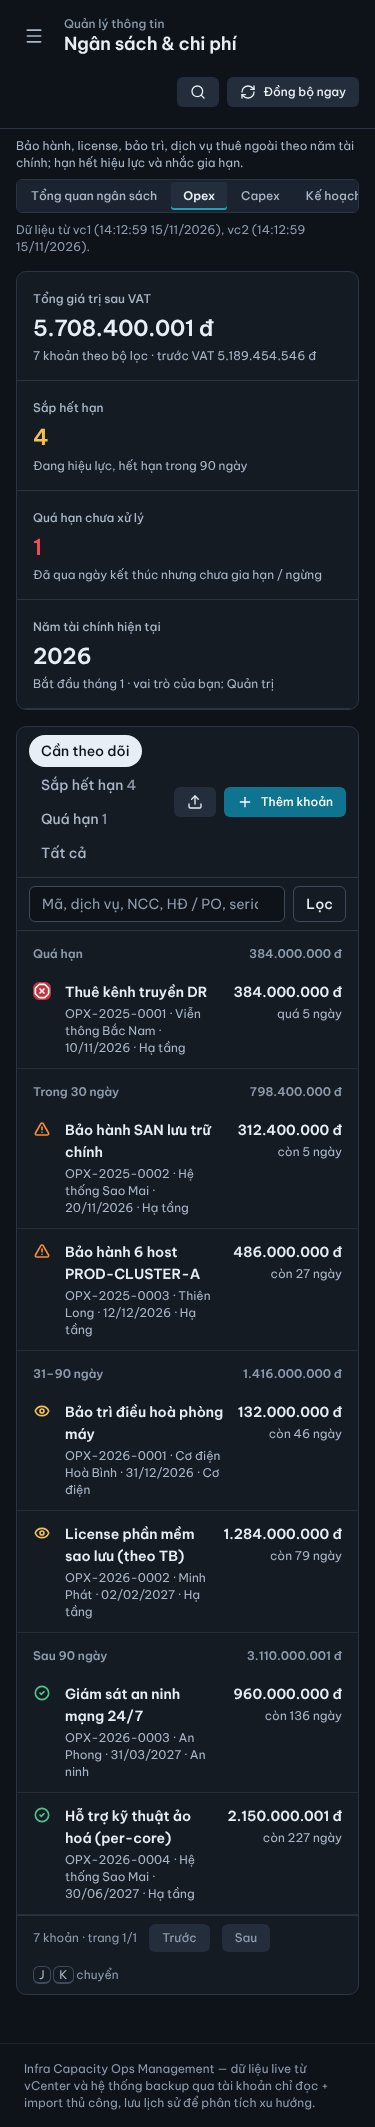 Quản lý thông tin
Ngân sách & chi phí
Đồng bộ ngay
Bảo hành, license, bảo trì, dịch vụ thuê ngoài theo năm tài
chính; hạn hết hiệu lực và nhắc gia hạn.
Tổng quan ngân sách Opex Capex Kế hoạch
Dữ liệu từ vc1 (14:12:59 15/11/2026), vc2 (14:12:59
15/11/2026).
Tổng giá trị sau VAT
5.708.400.001 đ
7 khoản theo bộ lọc · trước VAT 5.189.454.546 đ
Sắp hết hạn
4
Đang hiệu lực, hết hạn trong 90 ngày
Quá hạn chưa xử lý
1
Đã qua ngày kết thúc nhưng chưa gia hạn / ngừng
Năm tài chính hiện tại
2026
Bắt đầu tháng 1 · vai trò của bạn: Quản trị
Cần theo dõi
Sắp hết hạn 4
Quá hạn 1
Tất cả
Thêm khoản
Mã, dịch vụ, NCC, HĐ / PO, serial
Lọc
Quá hạn 384.000.000 đ
Thuê kênh truyền DR 384.000.000 đ
OPX-2025-0001 · Viễn quá 5 ngày
thông Bắc Nam ·
10/11/2026 · Hạ tầng
Trong 30 ngày 798.400.000 đ
Bảo hành SAN lưu trữ 312.400.000 đ
chính còn 5 ngày
OPX-2025-0002 · Hệ
thống Sao Mai ·
20/11/2026 · Hạ tầng
Bảo hành 6 host 486.000.000 đ
PROD-CLUSTER-A còn 27 ngày
OPX-2025-0003 · Thiên
Long · 12/12/2026 · Hạ
tầng
31–90 ngày 1.416.000.000 đ
Bảo trì điều hoà phòng 132.000.000 đ
máy còn 46 ngày
OPX-2026-0001 · Cơ điện
Hoà Bình · 31/12/2026 · Cơ
điện
License phần mềm 1.284.000.000 đ
sao lưu (theo TB) còn 79 ngày
OPX-2026-0002 · Minh
Phát · 02/02/2027 · Hạ
tầng
Sau 90 ngày 3.110.000.001 đ
Giám sát an ninh 960.000.000 đ
mạng 24/7 còn 136 ngày
OPX-2026-0003 · An
Phong · 31/03/2027 · An
ninh
Hỗ trợ kỹ thuật ảo 2.150.000.001 đ
hoá (per-core) còn 227 ngày
OPX-2026-0004 · Hệ
thống Sao Mai ·
30/06/2027 · Hạ tầng
7 khoản · trang 1/1 Trước Sau
J K chuyển
Infra Capacity Ops Management — dữ liệu live từ
vCenter và hệ thống backup qua tài khoản chỉ đọc +
import thủ công, lưu lịch sử để phân tích xu hướng.